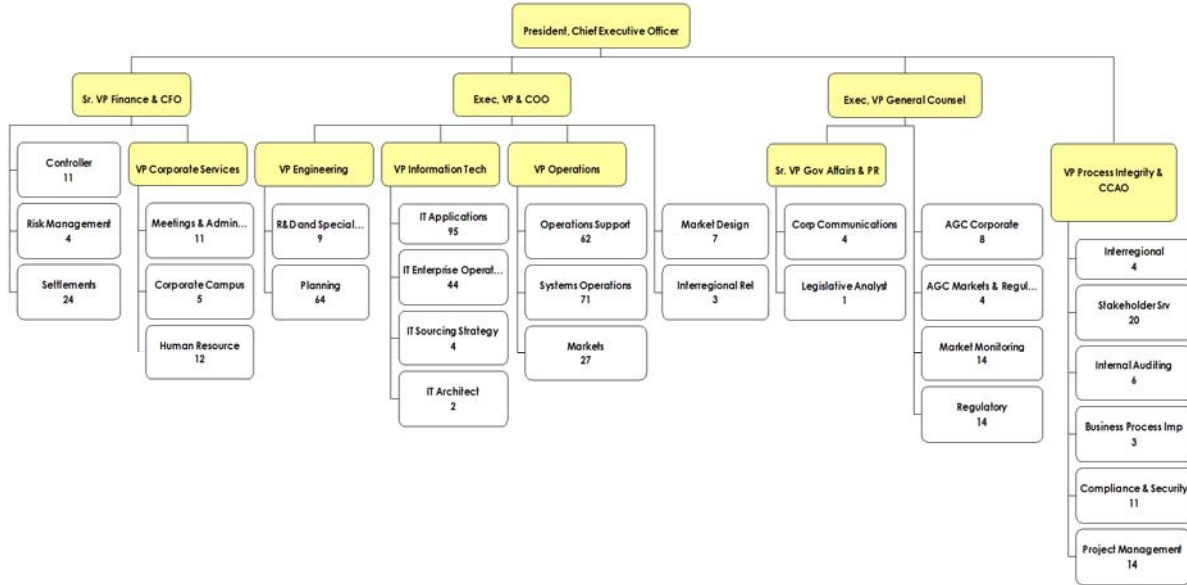 President, Chief Executive Officer
Sr. VP Finance & CFO
Exec, VP & COO
Exec, VP General Counsel
Controller
11
VP Corporate Services
VP Engineering
VP Information Tech
VP Operations
Sr. VP Gov Affairs & PR
VP Process Integrity &
CCAO
Risk Management
4
Meetings & Admin...
11
R&Dand Special...
9
IT Applications
95
Operations Support
62
Market Design
7
Corp Communications
4
AGC Corporate
8
Interregional
4
Settlements
24
Corporate Campus
5
Planning
64
IT Enterprise Operat...
44
Systems Operations
71
Interregional Rel
3
Legislative Analyst
1
AGC Markets & Regul...
4
Stakeholder Srv
20
Human Resource
12
IT Sourcing Strategy
4
Markets
27
Market Monitoring
14
Internal Auditing
6
IT Architect
2
Regulatory
14
Business Process Imp
3
Compliance & Security
11
Project Management
14